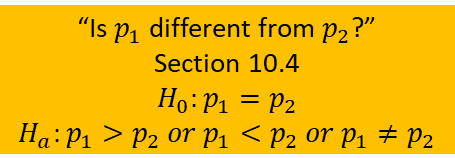 “Is 𝑝₁ different from 𝑝₂?”
Section 10.4
𝐻₀: 𝑝₁ = 𝑝₂
𝐻ₐ: 𝑝₁ > 𝑝₂ 𝑜𝑟 𝑝₁ < 𝑝₂ 𝑜𝑟 𝑝₁ ≠ 𝑝₂